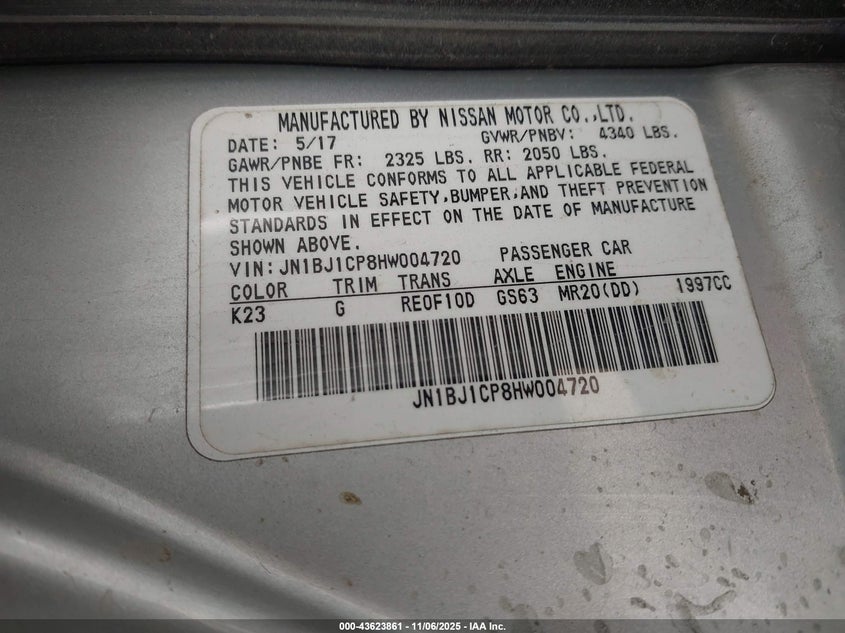 MANUFACTURED BY NISSAN MOTOR CO.,LTD.
DATE: 5/17 GVWR/PNBV: 4340 LBS.
GAWR/PNBE FR: 2325 LBS. RR: 2050 LBS.
THIS VEHICLE CONFORMS TO ALL APPLICABLE FEDERAL
MOTOR VEHICLE SAFETY,BUMPER,AND THEFT PREVENTION
STANDARDS IN EFFECT ON THE DATE OF MANUFACTURE
SHOWN ABOVE.
VIN: JN1BJ1CP8HW004720 PASSENGER CAR
COLOR TRIM TRANS AXLE ENGINE
K23 G RE0F10D GS63 MR20(DD) 1997CC
JN1BJ1CP8HW004720
000-43623861 - 11/06/2025 - IAA Inc.